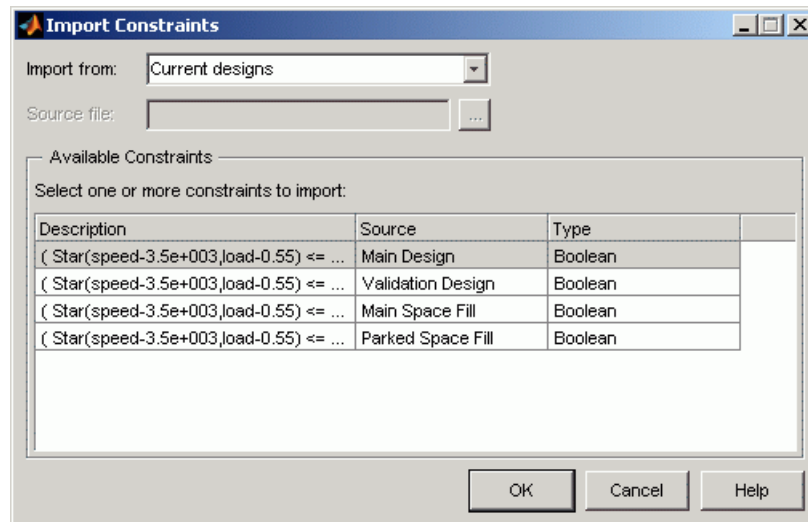 Import Constraints
Import from: Current designs
Source file: ...
Available Constraints
Select one or more constraints to import:
Description Source Type
( Star(speed-3.5e+003,load-0.55) <= ... Main Design Boolean
( Star(speed-3.5e+003,load-0.55) <= ... Validation Design Boolean
( Star(speed-3.5e+003,load-0.55) <= ... Main Space Fill Boolean
( Star(speed-3.5e+003,load-0.55) <= ... Parked Space Fill Boolean
OK Cancel Help